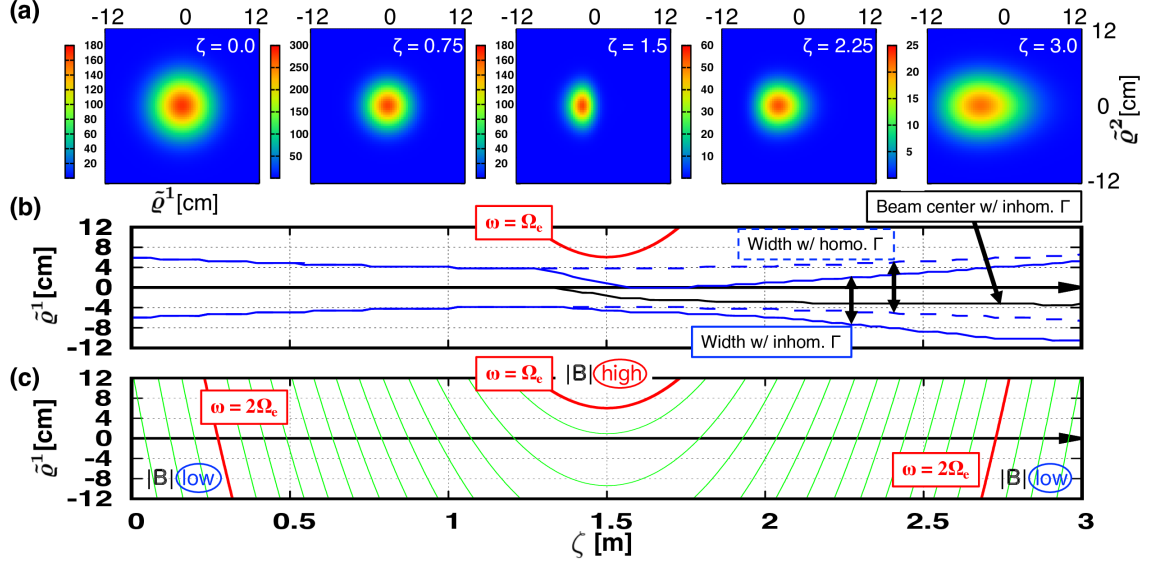 (a)
-12 0 12 -12 0 12 -12 0 12 -12 0 12 -12 0 12
180 160 140 120 100 80 60 40 20 0
ζ = 0.0
300 250 200 150 100 50
ζ = 0.75
180 160 140 120 100 80 60 40 20 0
ζ = 1.5
60 50 40 30 20 10
ζ = 2.25
25 20 15 10 5
ζ = 3.0
12
0
-12
ϱ̃² [cm]
ϱ̃¹ [cm]
(b)
ω = Ωₑ
Beam center w/ inhom. Γ
Width w/ homo. Γ
Width w/ inhom. Γ
12
8
4
0
-4
-8
-12
ϱ̃¹ [cm]
(c)
ω = Ωₑ
|B| high
ω = 2Ωₑ
ω = 2Ωₑ
|B| low
|B| low
12
8
4
0
-4
-8
-12
ϱ̃¹ [cm]
0 0.5 1 1.5 2 2.5 3
ζ [m]